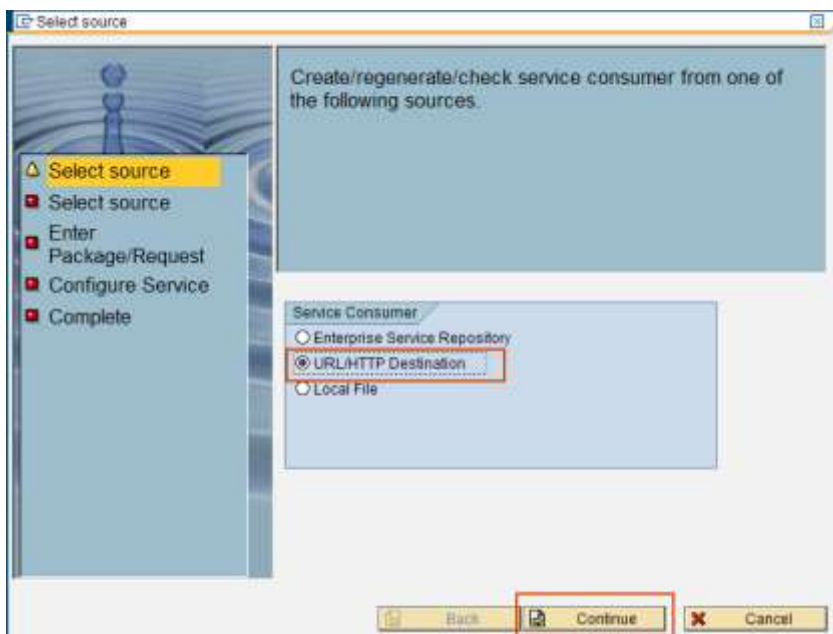 Select source
Create/regenerate/check service consumer from one of
the following sources.
Select source
Select source
Enter
Package/Request
Configure Service
Complete
Service Consumer
Enterprise Service Repository
URL/HTTP Destination
Local File
Back
Continue
Cancel